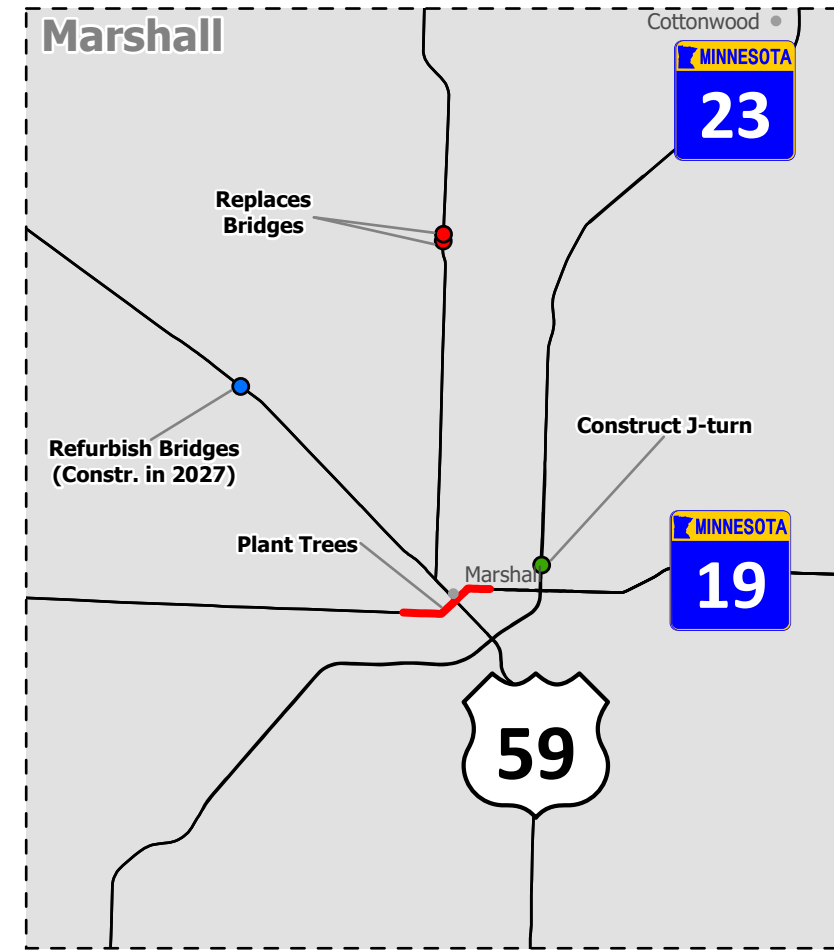 Marshall
Cottonwood
MINNESOTA
23
Replaces
Bridges
Refurbish Bridges
(Constr. in 2027)
Construct J-turn
Plant Trees
Marshall
MINNESOTA
19
59